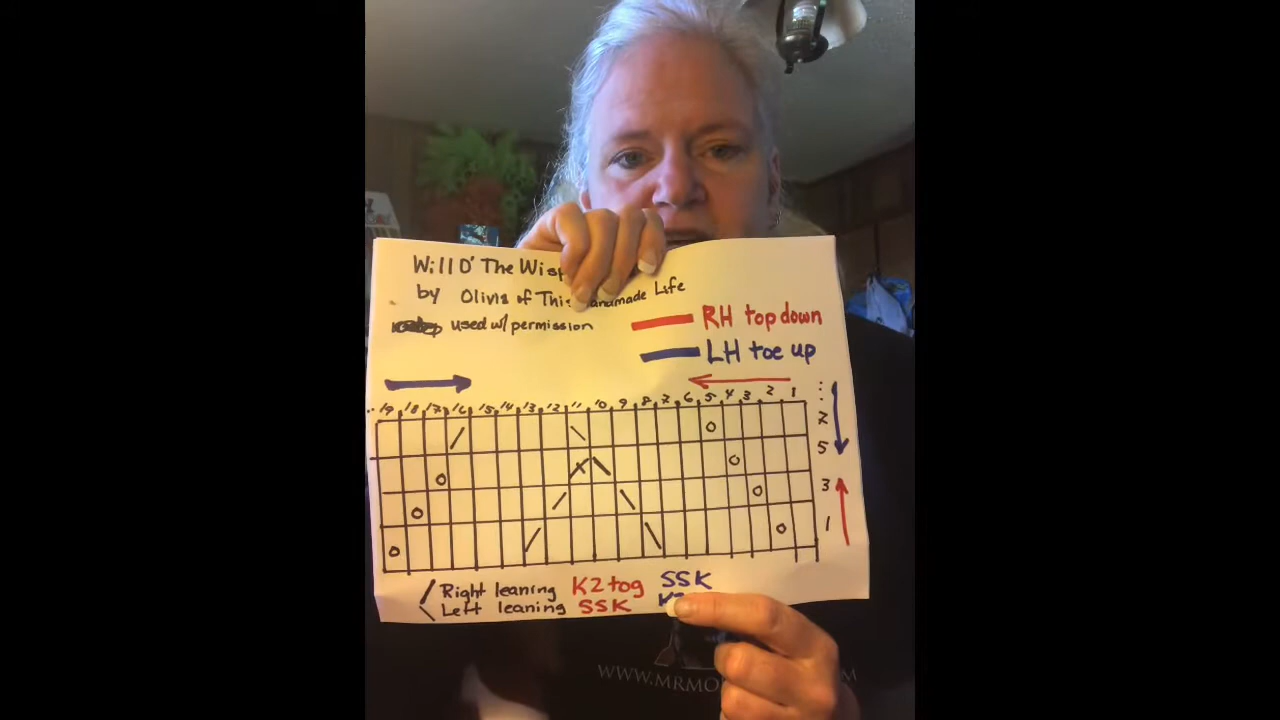 Will O' The Wisp
by Olivia of This Handmade Life
used w/ permission
RH top down
LH toe up
19 18 17 16 15 14 13 12 11 10 9 8 7 6 5 4 3 2 1
7
5
3
1
/ Right leaning K2tog SSK
\ Left leaning SSK
WWW.MRMO
M